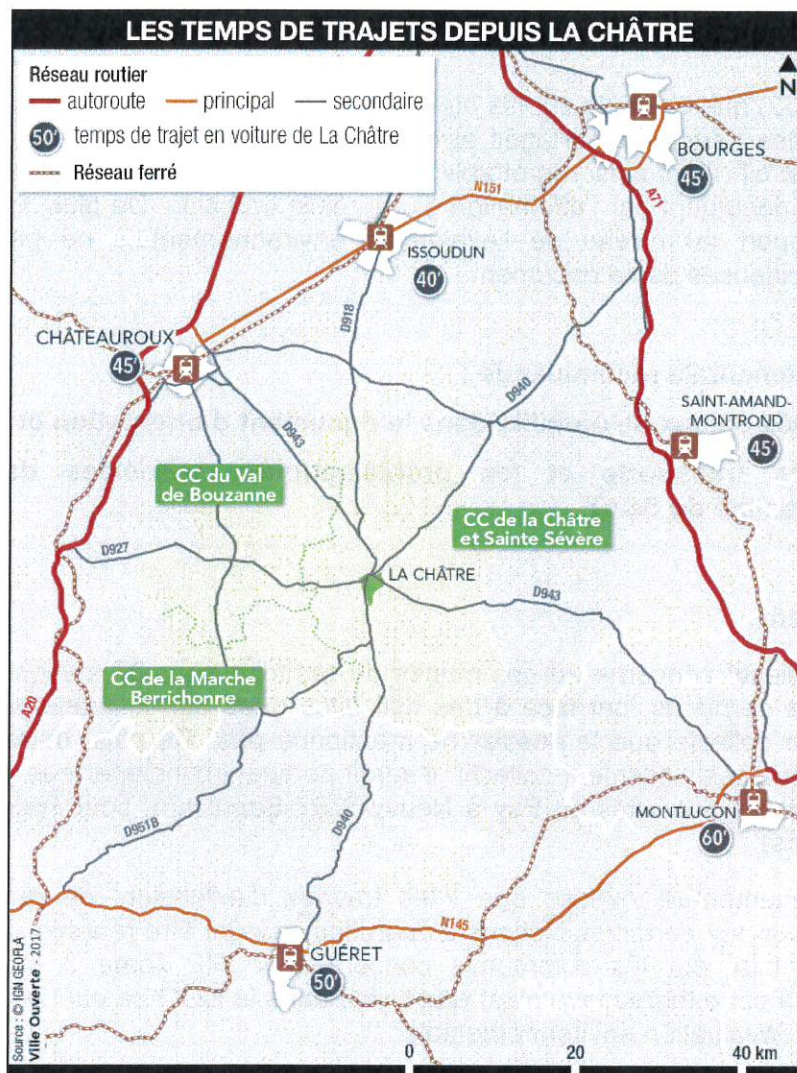 LES TEMPS DE TRAJETS DEPUIS LA CHÂTRE
Réseau routier
autoroute principal secondaire
50' temps de trajet en voiture de La Châtre
Réseau ferré
N
BOURGES
45'
A71
N151
ISSOUDUN
40'
D918
CHÂTEAUROUX
45'
D940
SAINT-AMAND-
MONTROND
45'
D943
CC du Val
de Bouzanne
CC de la Châtre
et Sainte Sévère
D927
LA CHÂTRE
D943
CC de la Marche
Berrichonne
A20
D951B
D940
MONTLUCON
60'
N145
GUÉRET
50'
Source : © IGN GEOFLA
Ville Ouverte - 2017
0 20 40 km